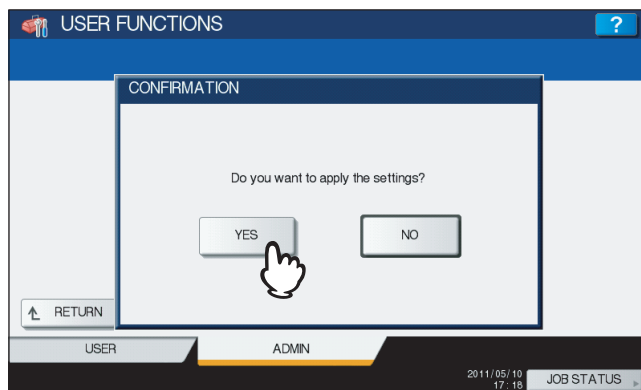 USER FUNCTIONS
?
CONFIRMATION
Do you want to apply the settings?
YES
NO
RETURN
USER
ADMIN
2011/05/10
17:18
JOB STATUS